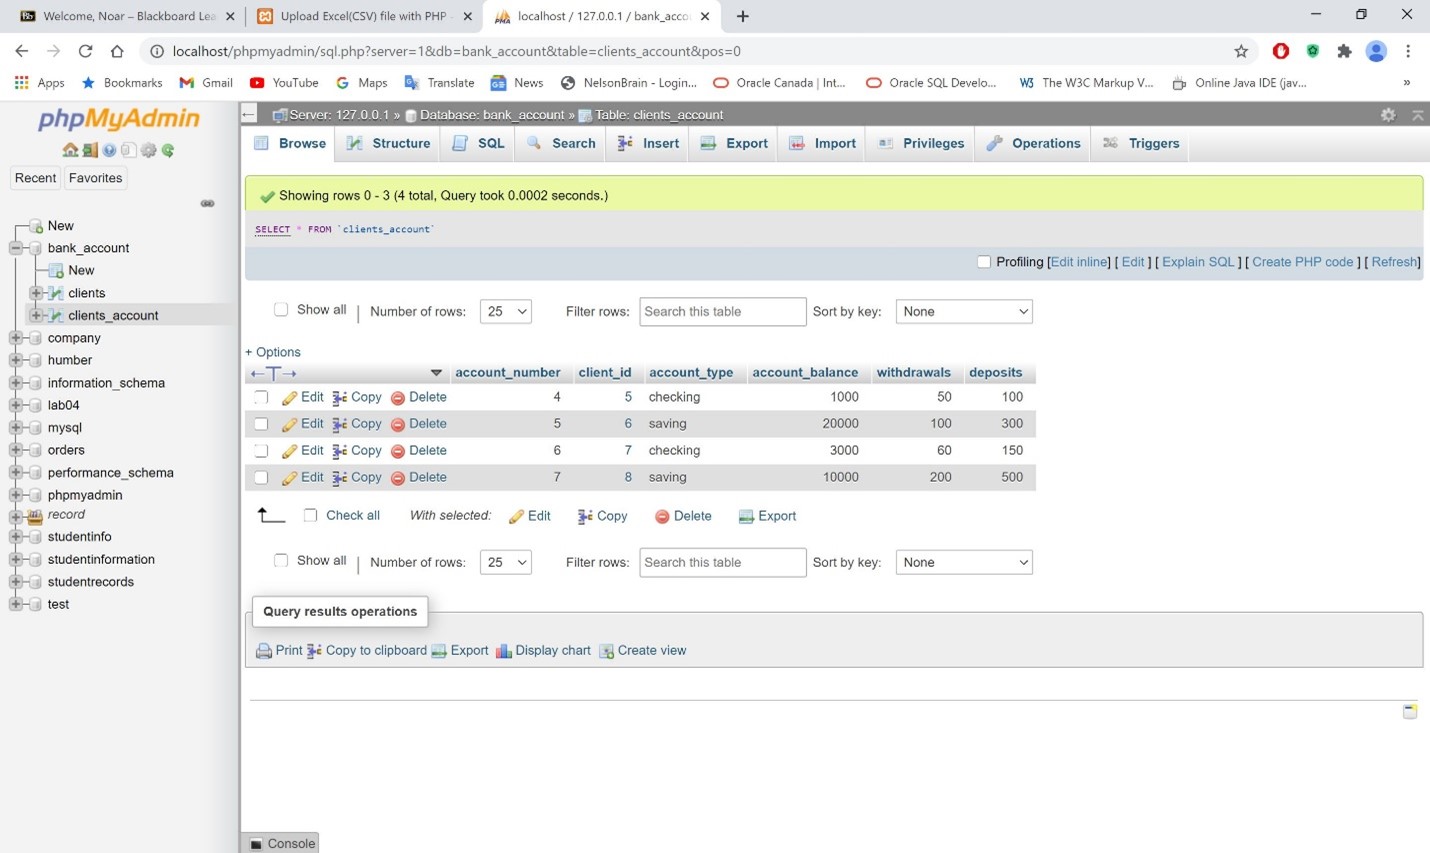 Welcome, Noar – Blackboard Lea
Upload Excel(CSV) file with PHP -
localhost / 127.0.0.1 / bank_acco
localhost/phpmyadmin/sql.php?server=1&db=bank_account&table=clients_account&pos=0
Apps Bookmarks Gmail YouTube Maps Translate News NelsonBrain - Login... Oracle Canada | Int... Oracle SQL Develo... The W3C Markup V... Online Java IDE (jav... »
phpMyAdmin
Recent Favorites
New
bank_account
New
clients
clients_account
company
humber
information_schema
lab04
mysql
orders
performance_schema
phpmyadmin
record
studentinfo
studentinformation
studentrecords
test
Server: 127.0.0.1 » Database: bank_account » Table: clients_account
Browse Structure SQL Search Insert Export Import Privileges Operations Triggers
Showing rows 0 - 3 (4 total, Query took 0.0002 seconds.)
SELECT * FROM `clients_account`
Profiling [Edit inline] [ Edit ] [ Explain SQL ] [ Create PHP code ] [ Refresh]
Show all | Number of rows: 25 Filter rows: Search this table Sort by key: None
+ Options
←T→ account_number client_id account_type account_balance withdrawals deposits
Edit Copy Delete 4 5 checking 1000 50 100
Edit Copy Delete 5 6 saving 20000 100 300
Edit Copy Delete 6 7 checking 3000 60 150
Edit Copy Delete 7 8 saving 10000 200 500
Check all With selected: Edit Copy Delete Export
Show all | Number of rows: 25 Filter rows: Search this table Sort by key: None
Query results operations
Print Copy to clipboard Export Display chart Create view
Console